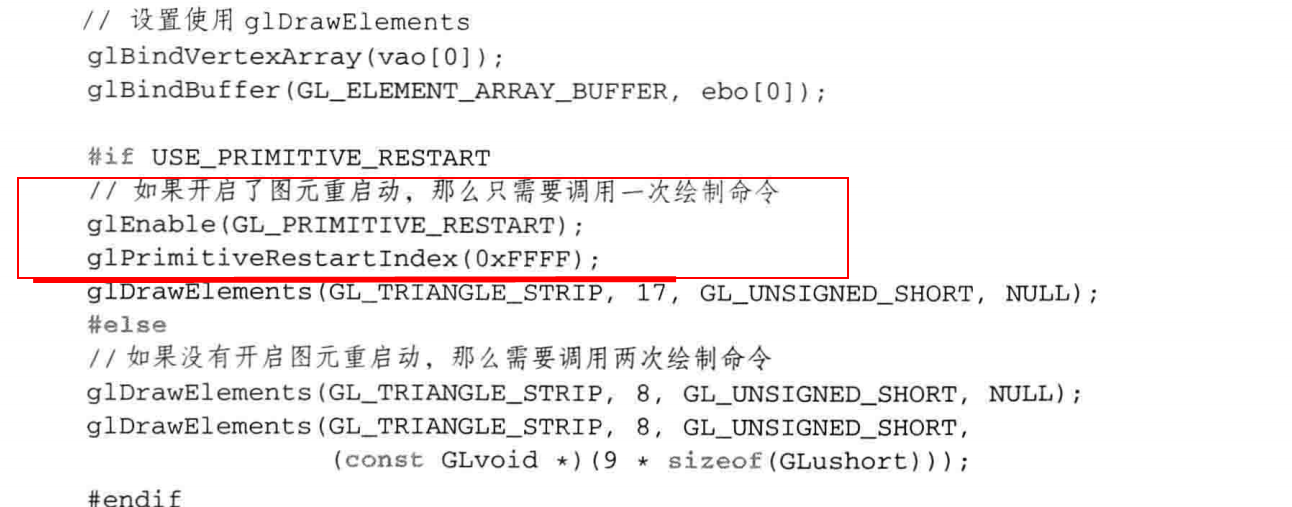 // 设置使用 glDrawElements
glBindVertexArray(vao[0]);
glBindBuffer(GL_ELEMENT_ARRAY_BUFFER, ebo[0]);
#if USE_PRIMITIVE_RESTART
// 如果开启了图元重启动，那么只需要调用一次绘制命令
glEnable(GL_PRIMITIVE_RESTART);
glPrimitiveRestartIndex(0xFFFF);
glDrawElements(GL_TRIANGLE_STRIP, 17, GL_UNSIGNED_SHORT, NULL);
#else
// 如果没有开启图元重启动，那么需要调用两次绘制命令
glDrawElements(GL_TRIANGLE_STRIP, 8, GL_UNSIGNED_SHORT, NULL);
glDrawElements(GL_TRIANGLE_STRIP, 8, GL_UNSIGNED_SHORT,
(const GLvoid *)(9 * sizeof(GLushort)));
#endif